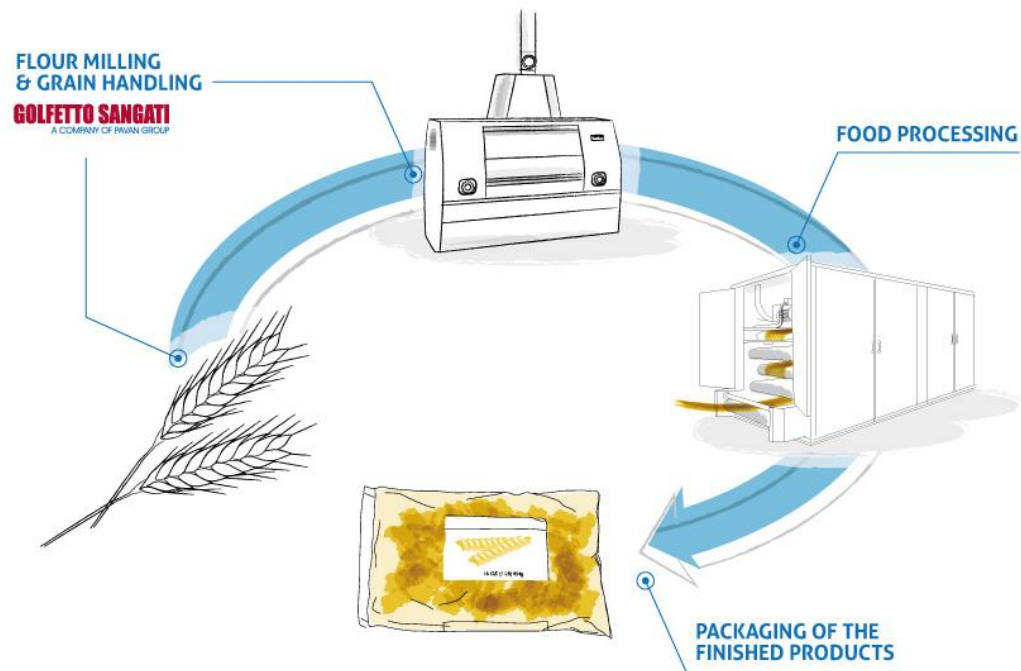 FLOUR MILLING
& GRAIN HANDLING
GOLFETTO SANGATI
A COMPANY OF PAVAN GROUP
FOOD PROCESSING
PACKAGING OF THE
FINISHED PRODUCTS